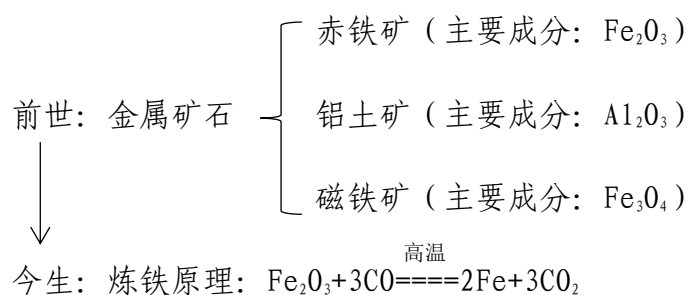 赤铁矿(主要成分：Fe₂O₃)
前世：金属矿石
铝土矿(主要成分：Al₂O₃)
磁铁矿(主要成分：Fe₃O₄)
高温
今生：炼铁原理：Fe₂O₃+3CO====2Fe+3CO₂